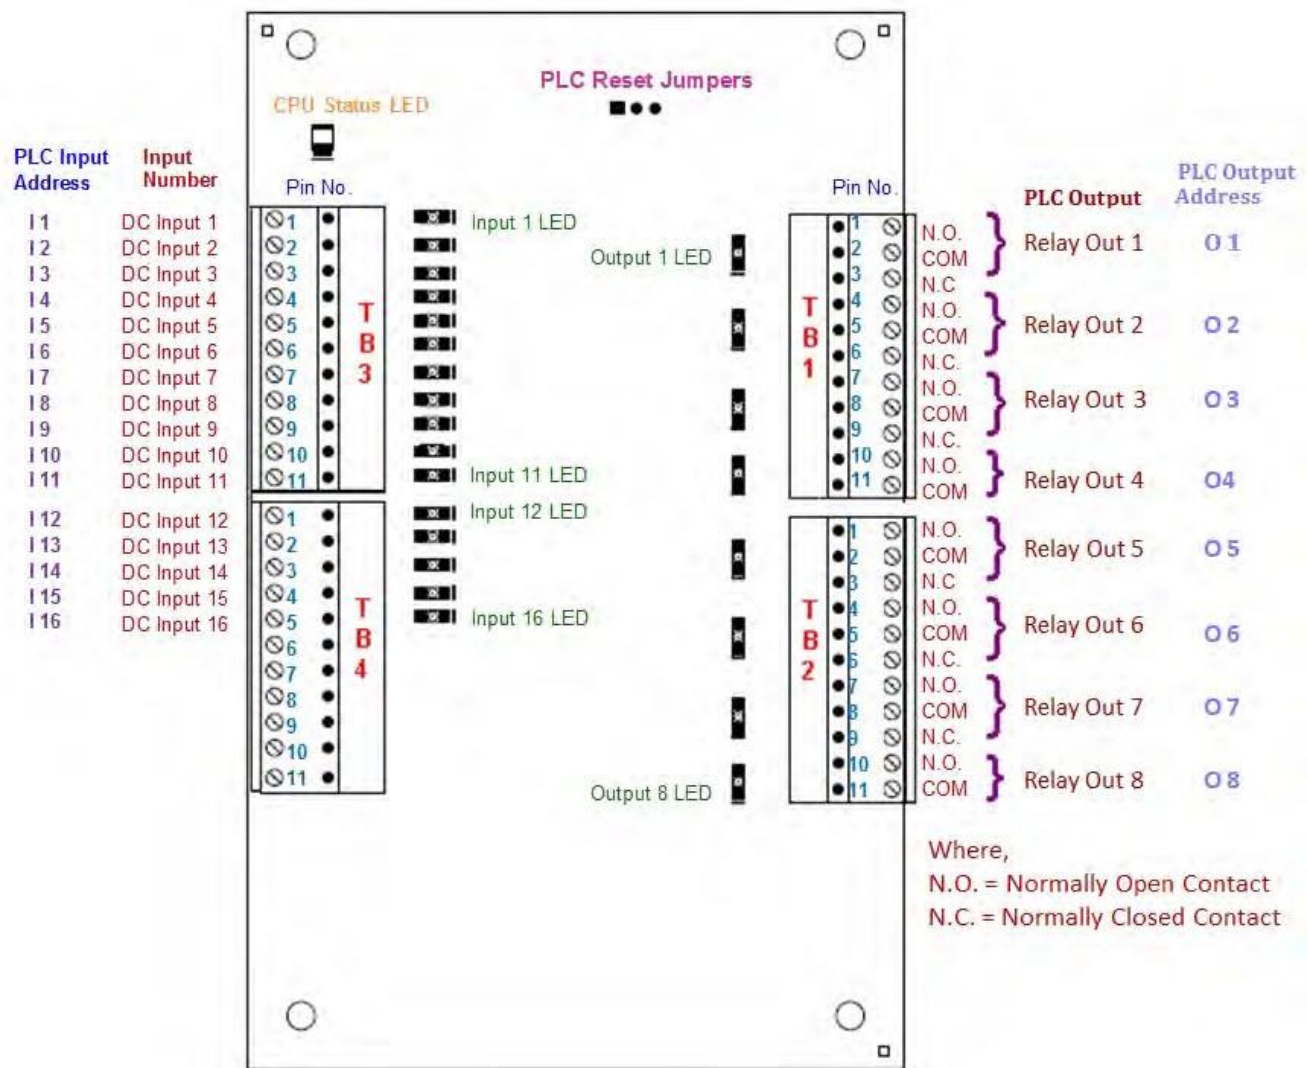 PLC Reset Jumpers
CPU Status LED
PLC Input Address
Input Number
Pin No.
I 1 DC Input 1 1 Input 1 LED
I 2 DC Input 2 2
I 3 DC Input 3 3
I 4 DC Input 4 4
I 5 DC Input 5 5
I 6 DC Input 6 6
I 7 DC Input 7 7
I 8 DC Input 8 8
I 9 DC Input 9 9
I 10 DC Input 10 10
I 11 DC Input 11 11 Input 11 LED
TB3
I 12 DC Input 12 1 Input 12 LED
I 13 DC Input 13 2
I 14 DC Input 14 3
I 15 DC Input 15 4
I 16 DC Input 16 5 Input 16 LED
6
7
8
9
10
11
TB4
Output 1 LED
Output 8 LED
Pin No.
PLC Output
PLC Output Address
TB1
1 N.O.
2 COM Relay Out 1 O 1
3 N.C
4 N.O.
5 COM Relay Out 2 O 2
6 N.C.
7 N.O.
8 COM Relay Out 3 O 3
9 N.C.
10 N.O.
11 COM Relay Out 4 O4
TB2
1 N.O.
2 COM Relay Out 5 O 5
3 N.C
4 N.O.
5 COM Relay Out 6 O 6
6 N.C.
7 N.O.
8 COM Relay Out 7 O 7
9 N.C.
10 N.O.
11 COM Relay Out 8 O 8
Where,
N.O. = Normally Open Contact
N.C. = Normally Closed Contact